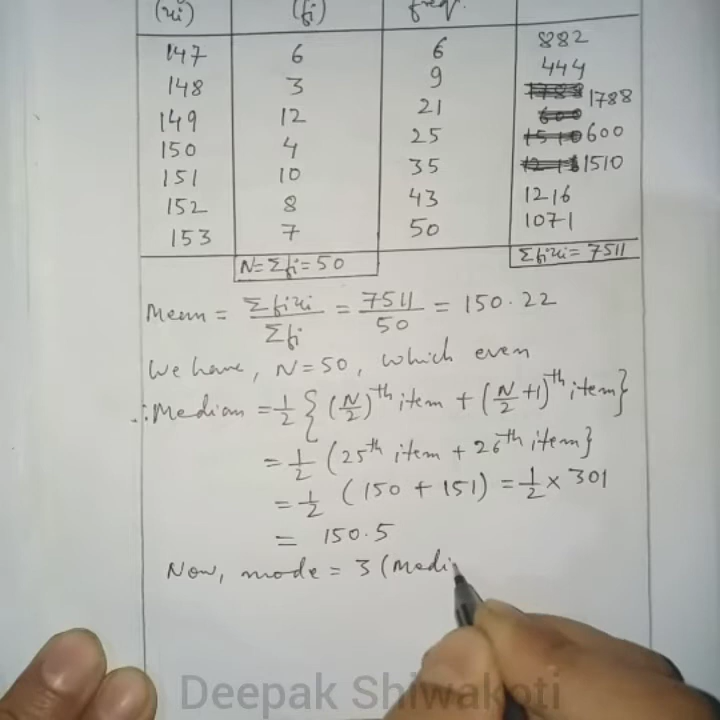 (xi) (fi) freq.
147 6 6 882
148 3 9 444
149 12 21 1788
150 4 25 600
151 10 35 1510
152 8 43 1216
153 7 50 1071
N=Σfi=50 Σfixi=7511
Mean = Σfixi/Σfi = 7511/50 = 150.22
We have, N=50, which even
∴Median = 1/2 { (N/2)th item + (N/2 +1)th item}
= 1/2 (25th item + 26th item}
= 1/2 (150 + 151) = 1/2 × 301
= 150.5
Now, mode = 3 (Medi
Deepak Shiwakoti